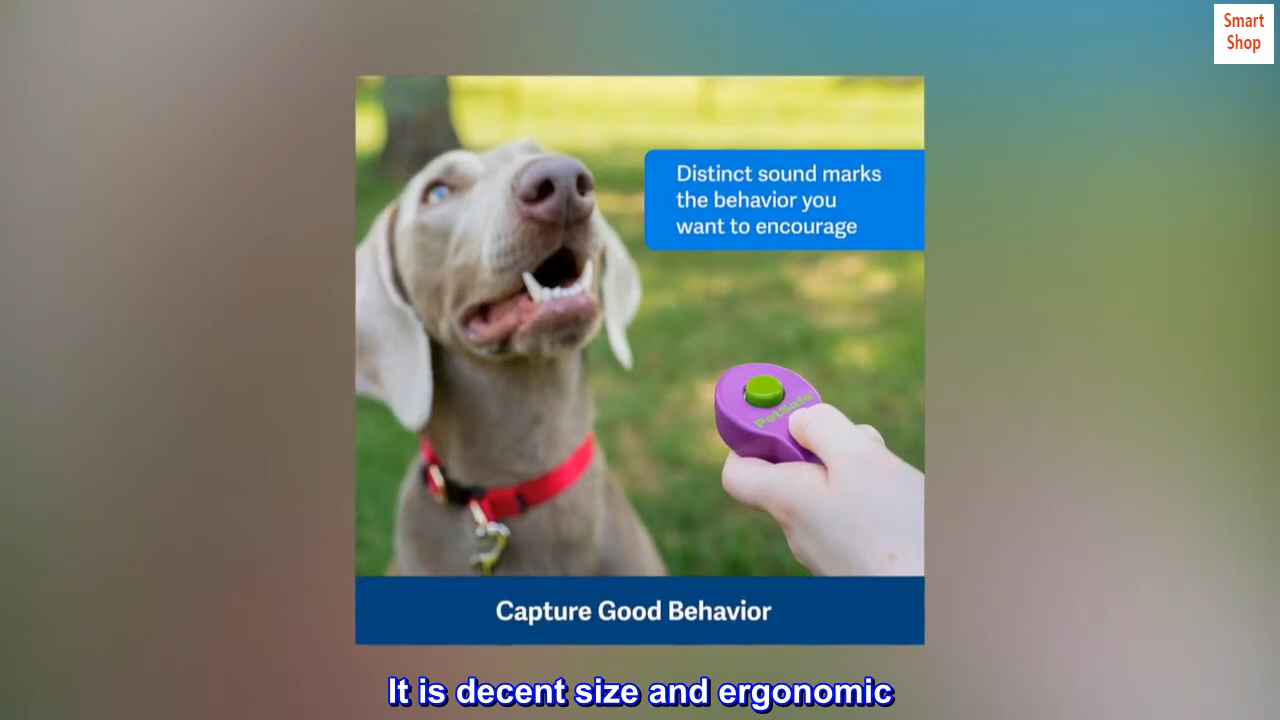 Smart
Shop
Distinct sound marks
the behavior you
want to encourage
PetSafe
Capture Good Behavior
It is decent size and ergonomic